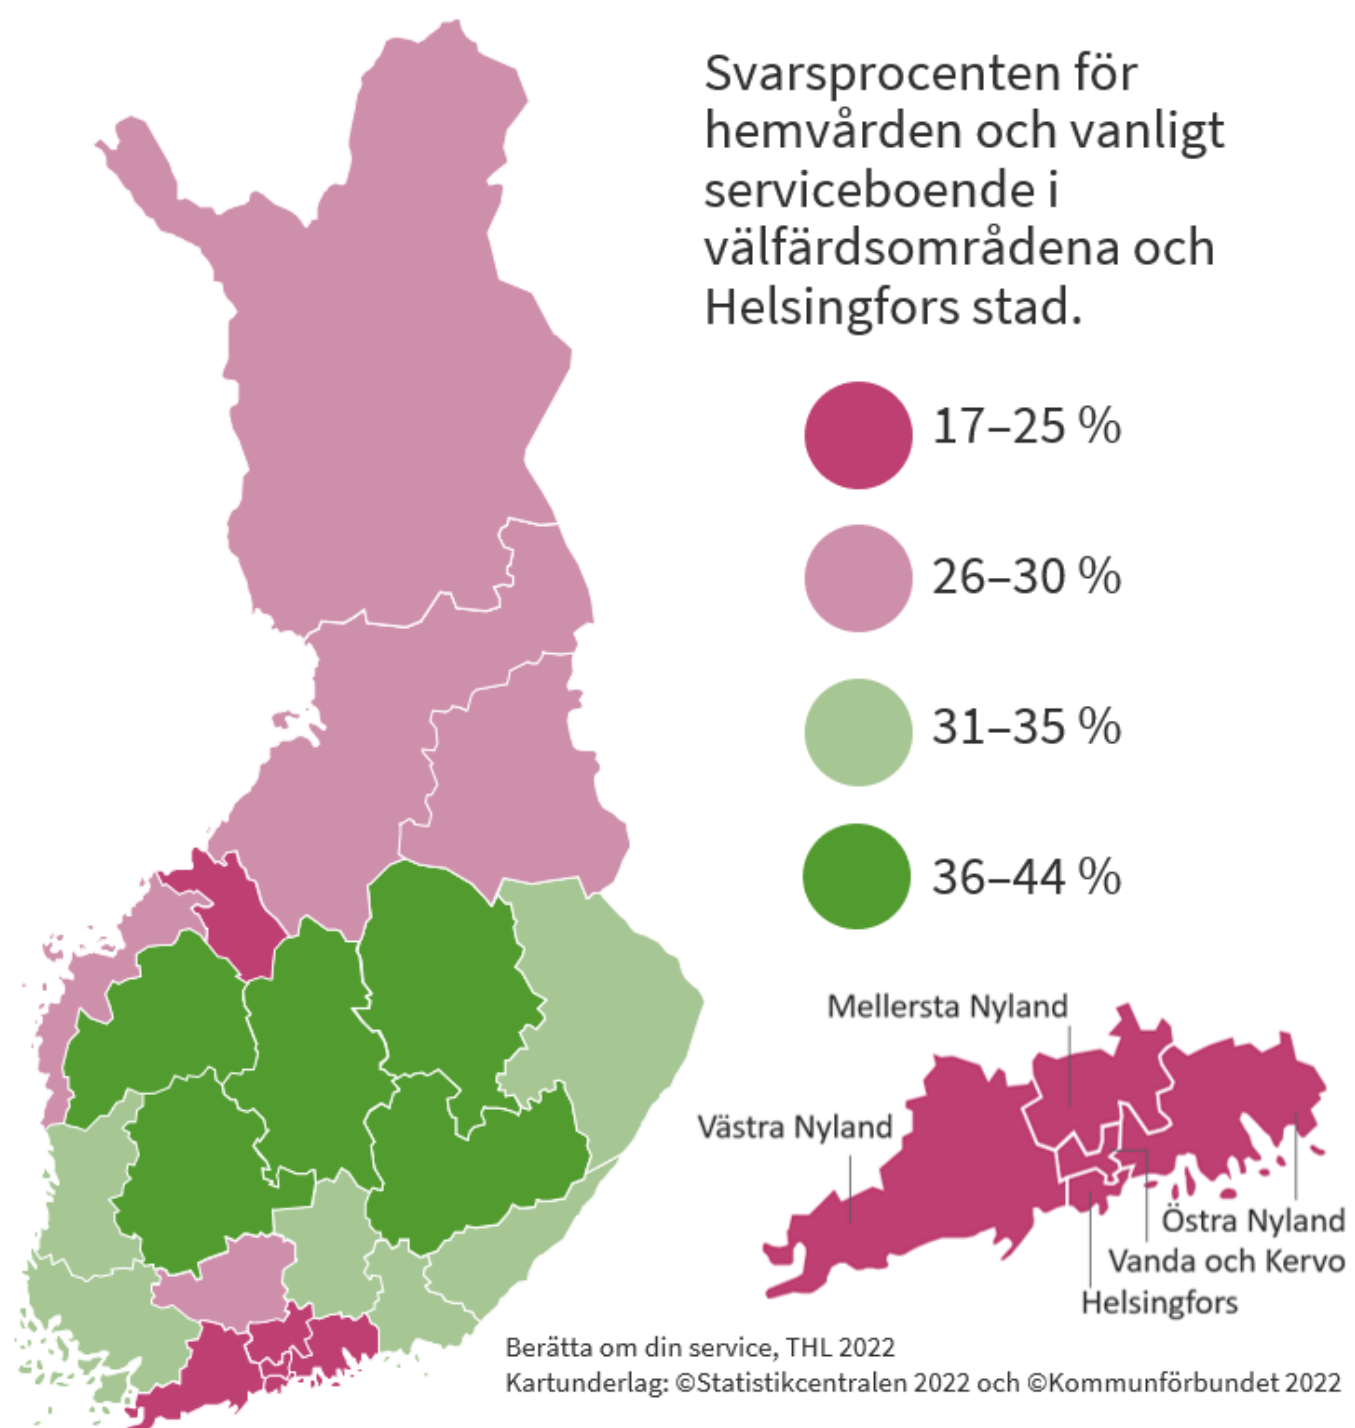 Svarsprocenten för
hemvården och vanligt
serviceboende i
välfärdsområdena och
Helsingfors stad.
17–25 %
26–30 %
31–35 %
36–44 %
Mellersta Nyland
Västra Nyland
Östra Nyland
Vanda och Kervo
Helsingfors
Berätta om din service, THL 2022
Kartunderlag: ©Statistikcentralen 2022 och ©Kommunförbundet 2022